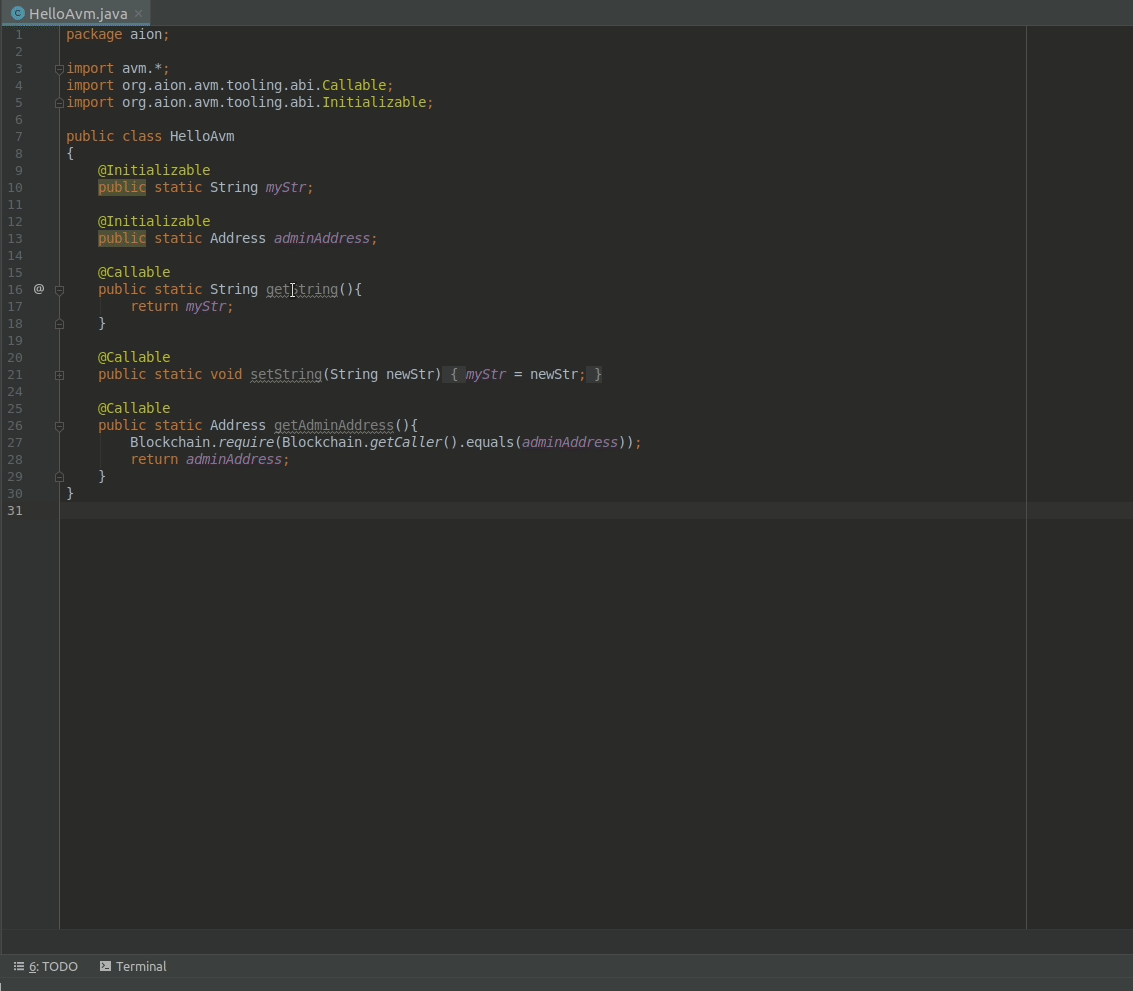 HelloAvm.java
1 package aion;
2
3 import avm.*;
4 import org.aion.avm.tooling.abi.Callable;
5 import org.aion.avm.tooling.abi.Initializable;
6
7 public class HelloAvm
8 {
9 @Initializable
10 public static String myStr;
11
12 @Initializable
13 public static Address adminAddress;
14
15 @Callable
16 @ public static String getString(){
17 return myStr;
18 }
19
20 @Callable
21 public static void setString(String newStr) { myStr = newStr; }
24
25 @Callable
26 public static Address getAdminAddress(){
27 Blockchain.require(Blockchain.getCaller().equals(adminAddress));
28 return adminAddress;
29 }
30 }
31
6: TODO Terminal